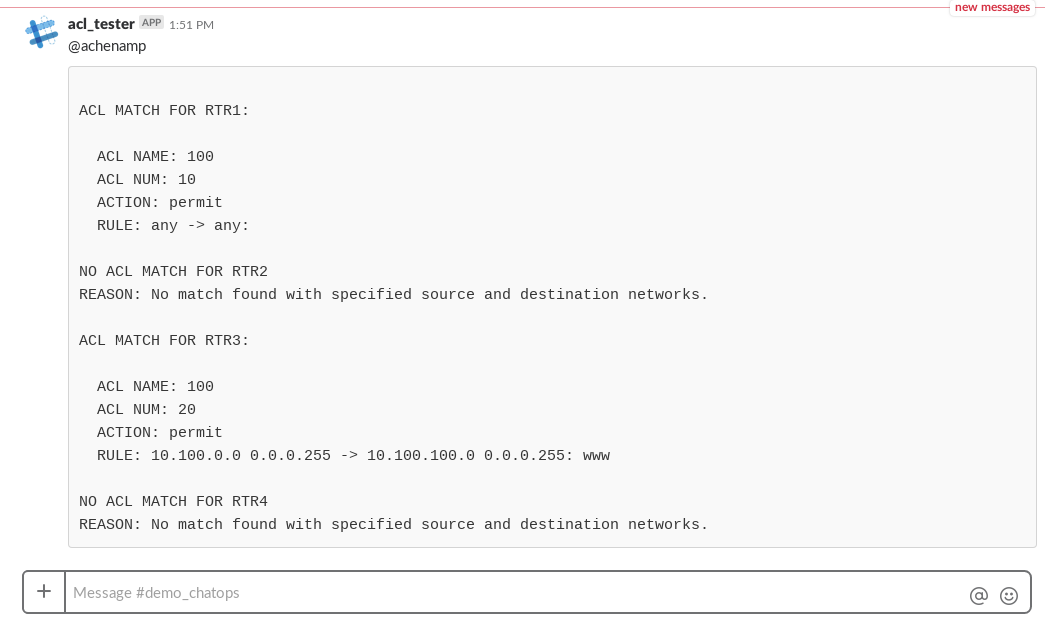 new messages
acl_tester APP 1:51 PM
@achenamp
ACL MATCH FOR RTR1:
ACL NAME: 100
ACL NUM: 10
ACTION: permit
RULE: any -> any:
NO ACL MATCH FOR RTR2
REASON: No match found with specified source and destination networks.
ACL MATCH FOR RTR3:
ACL NAME: 100
ACL NUM: 20
ACTION: permit
RULE: 10.100.0.0 0.0.0.255 -> 10.100.100.0 0.0.0.255: www
NO ACL MATCH FOR RTR4
REASON: No match found with specified source and destination networks.
Message #demo_chatops